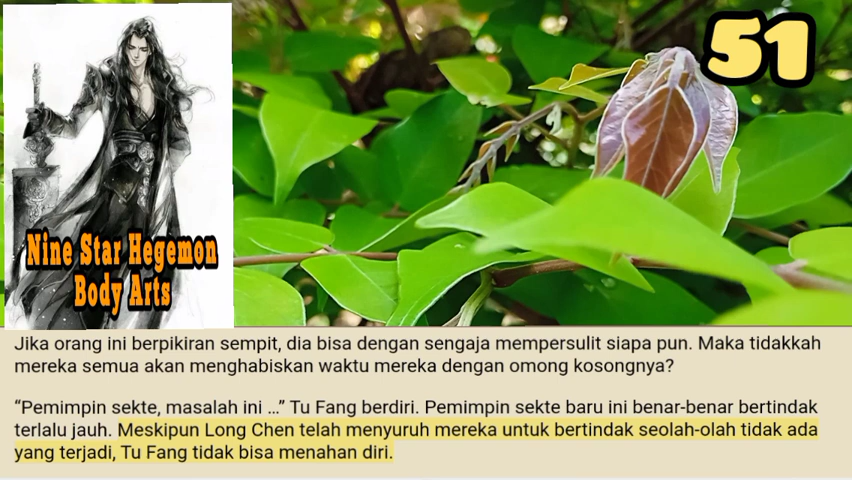 51
Nine Star Hegemon
Body Arts
Jika orang ini berpikiran sempit, dia bisa dengan sengaja mempersulit siapa pun. Maka tidakkah
mereka semua akan menghabiskan waktu mereka dengan omong kosongnya?
“Pemimpin sekte, masalah ini ...” Tu Fang berdiri. Pemimpin sekte baru ini benar-benar bertindak
terlalu jauh. Meskipun Long Chen telah menyuruh mereka untuk bertindak seolah-olah tidak ada
yang terjadi, Tu Fang tidak bisa menahan diri.